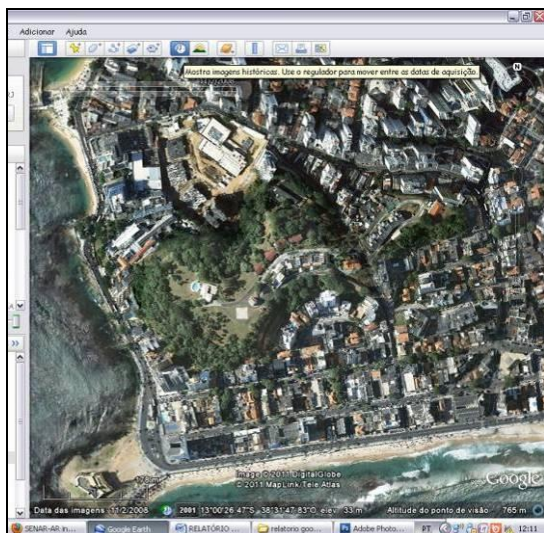 Adicionar Ajuda
Mostra imagens históricas. Use o regulador para mover entre as datas de aquisição.
N
Image © 2011 DigitalGlobe
© 2011 MapLink/Tele Atlas
Google
Data das imagens: 11/2/2008 2001 13°00'26.47"S 38°31'47.83"O elev. 33 m Altitude do ponto de visão 765 m
SENAR-AR in... Google Earth RELATÓRIO ... relatorio goo... Adobe Photo... PT 12:11